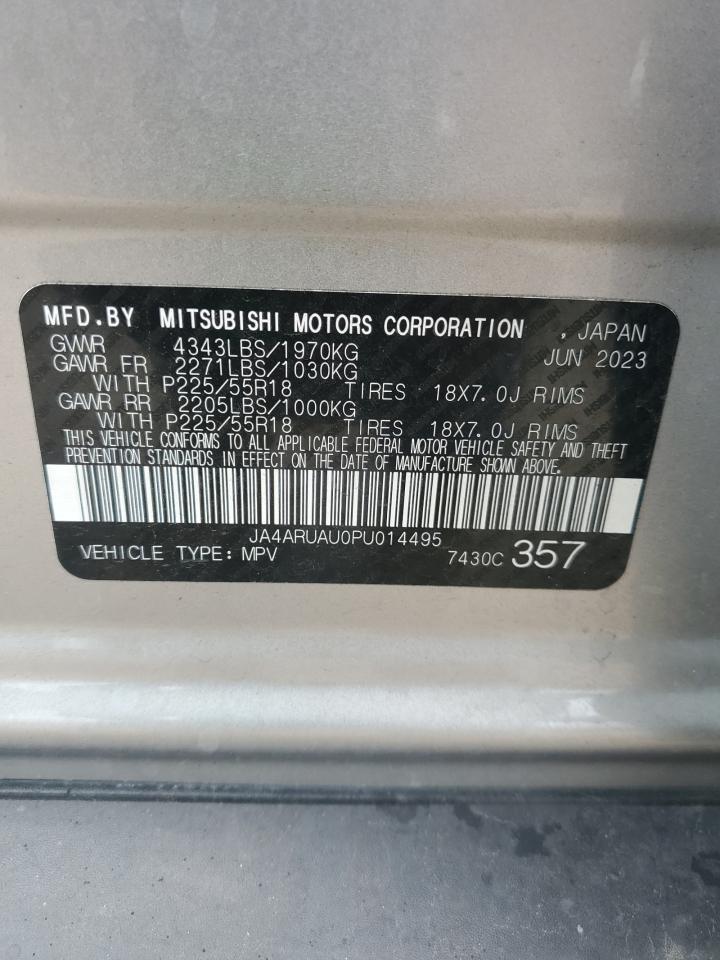 MFD.BY MITSUBISHI MOTORS CORPORATION , JAPAN
GVWR 4343LBS/1970KG JUN 2023
GAWR FR 2271LBS/1030KG
WITH P225/55R18 TIRES 18X7.0J RIMS
GAWR RR 2205LBS/1000KG
WITH P225/55R18 TIRES 18X7.0J RIMS
THIS VEHICLE CONFORMS TO ALL APPLICABLE FEDERAL MOTOR VEHICLE SAFETY AND THEFT
PREVENTION STANDARDS IN EFFECT ON THE DATE OF MANUFACTURE SHOWN ABOVE.
JA4ARUAU0PU014495
VEHICLE TYPE: MPV 7430C 357